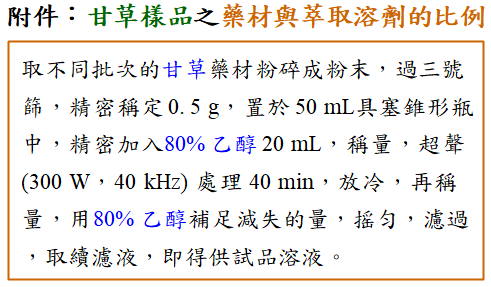 附件：甘草樣品之藥材與萃取溶劑的比例
取不同批次的甘草藥材粉碎成粉末，過三號
篩，精密稱定 0. 5 g，置於 50 mL具塞錐形瓶
中，精密加入80% 乙醇 20 mL，稱量，超聲
(300 W，40 kHz) 處理 40 min，放冷，再稱
量，用80% 乙醇補足減失的量，搖勻，濾過
，取續濾液，即得供試品溶液。